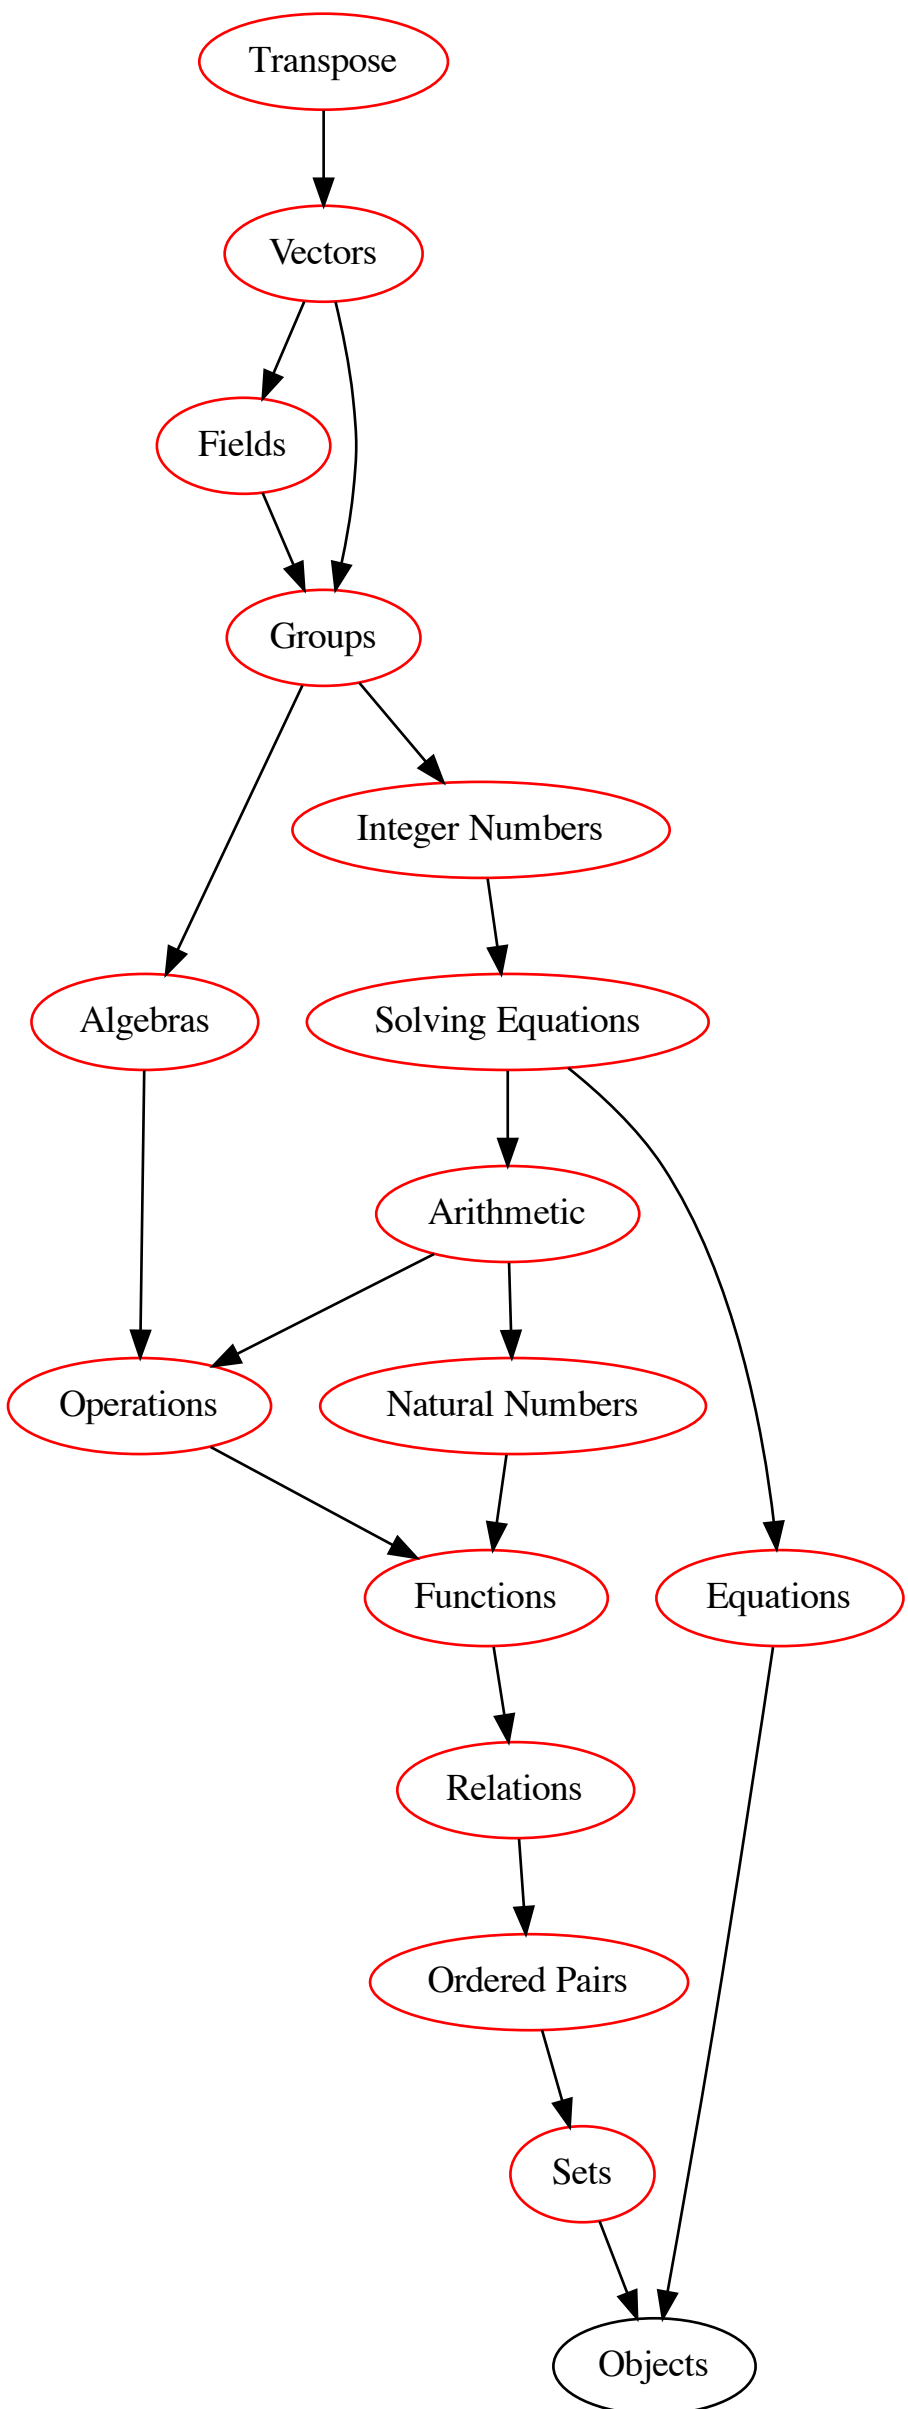 Transpose
Vectors
Fields
Groups
Integer Numbers
Algebras
Solving Equations
Arithmetic
Operations
Natural Numbers
Functions
Equations
Relations
Ordered Pairs
Sets
Objects